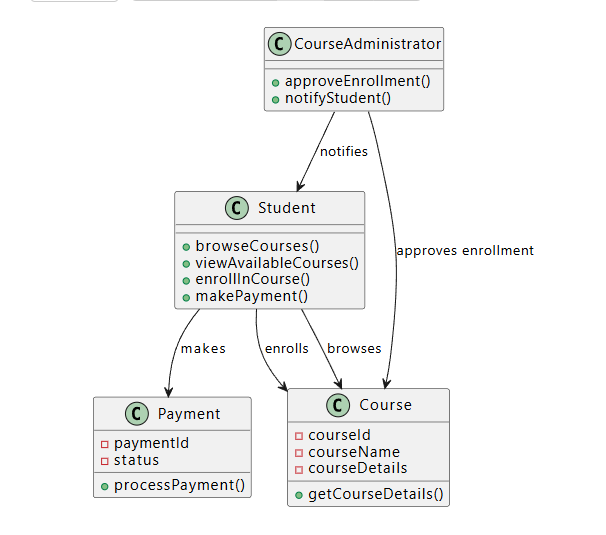 C CourseAdministrator
approveEnrollment()
notifyStudent()
notifies
C Student
browseCourses()
viewAvailableCourses()
enrollInCourse()
makePayment()
approves enrollment
makes
enrolls
browses
C Payment
paymentId
status
processPayment()
C Course
courseId
courseName
courseDetails
getCourseDetails()